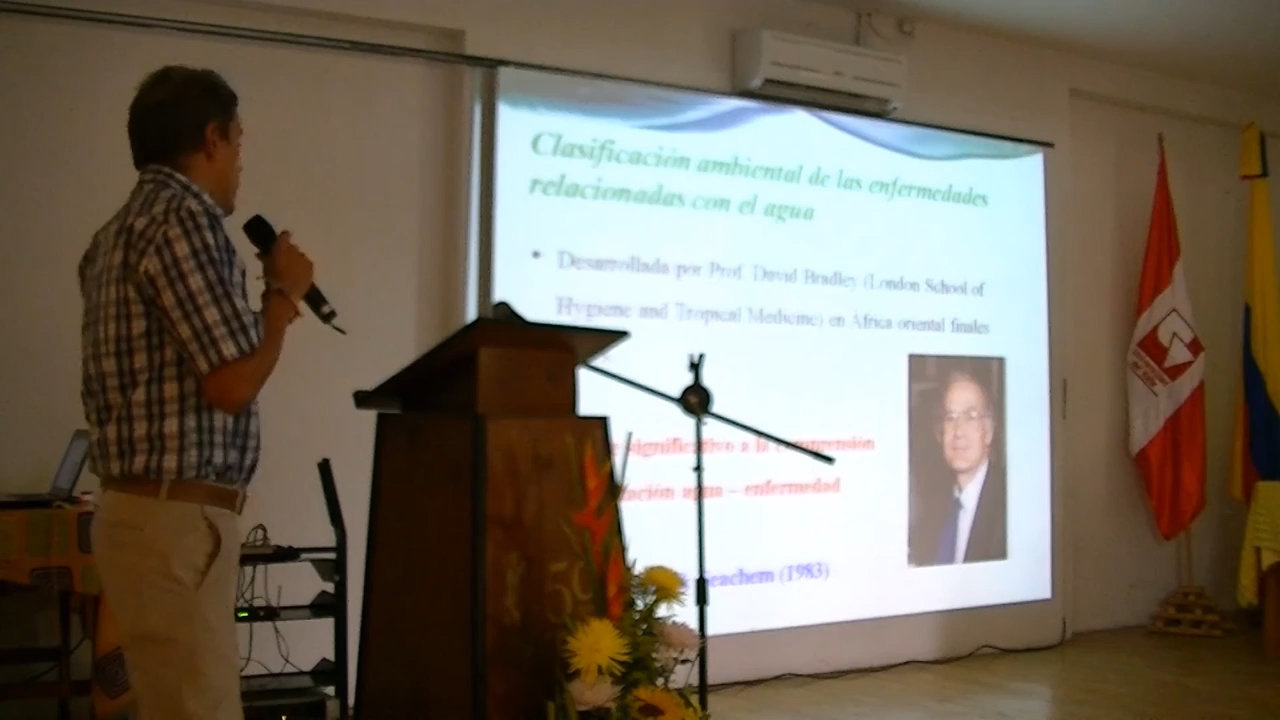 Clasificación ambiental de las enfermedades
relacionadas con el agua
• Desarrollada por Prof. David Bradley (London School of
Hygiene and Tropical Medicine) en África oriental finales
significativo a la comprensión
agua – enfermedad
(1983)
50